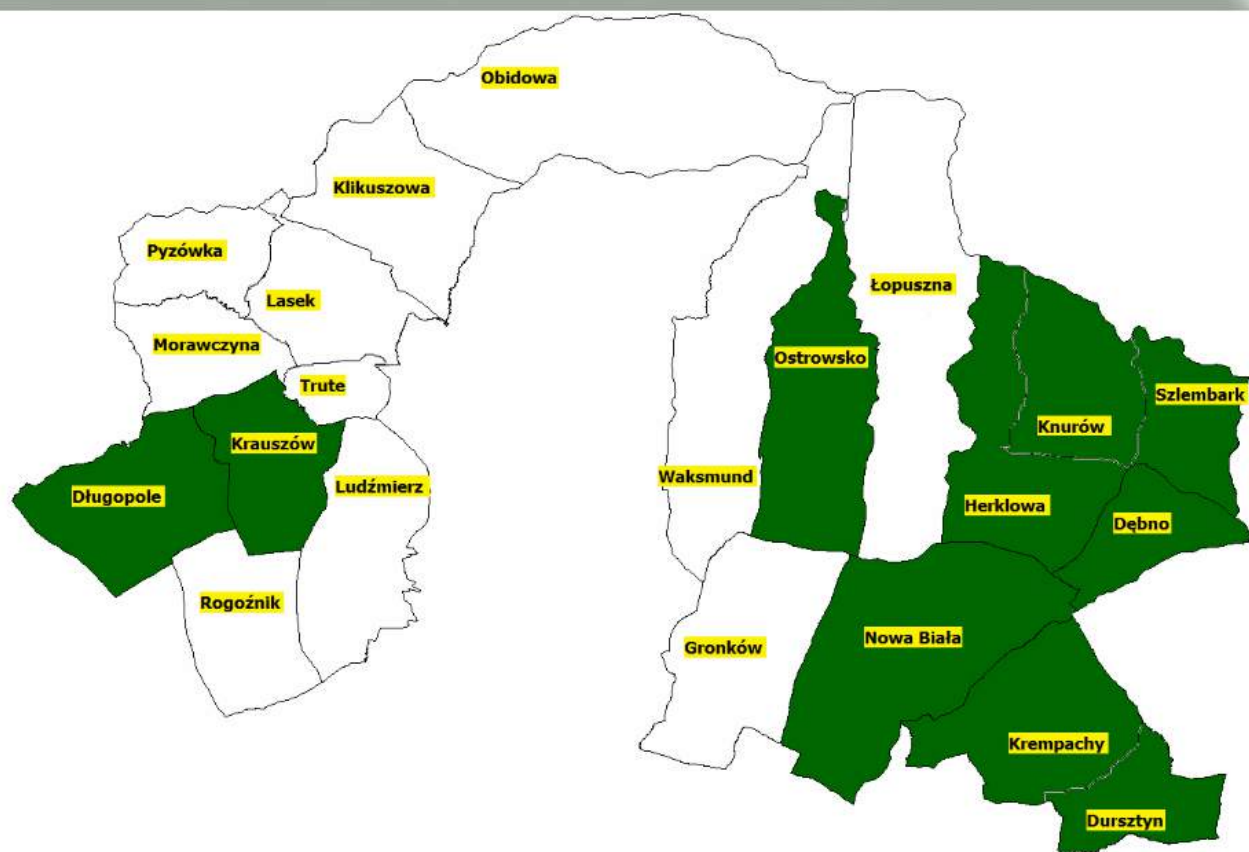 Obidowa
Klikuszowa
Pyzówka
Łopuszna
Lasek
Morawczyna
Ostrowsko
Trute
Szlembark
Knurów
Krauszów
Waksmund
Ludźmierz
Długopole
Herklowa
Dębno
Rogoźnik
Nowa Biała
Gronków
Krempachy
Dursztyn